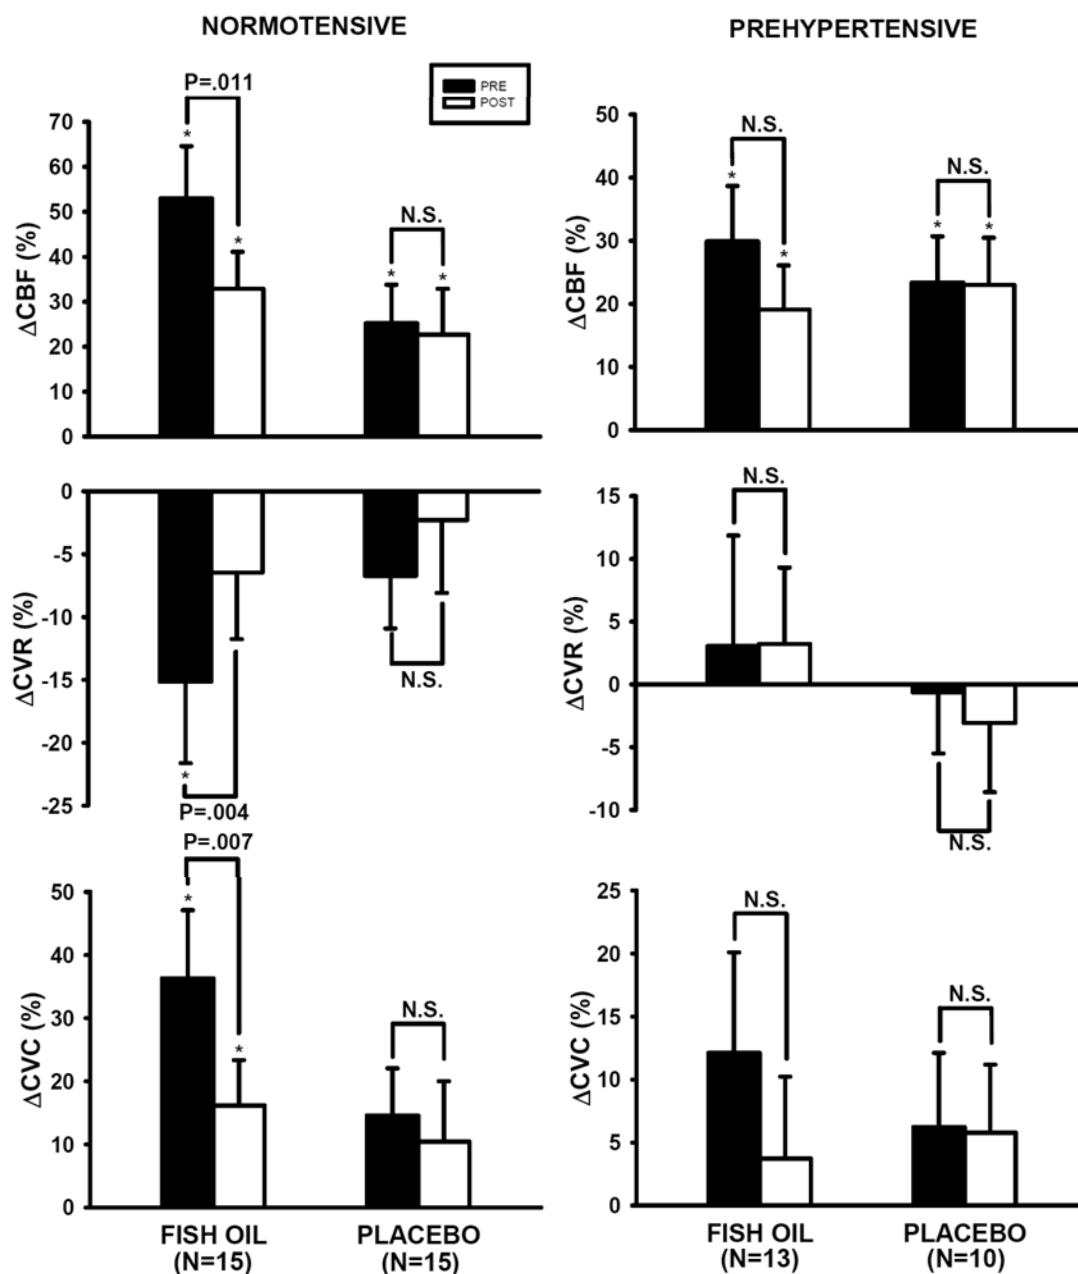 NORMOTENSIVE
PREHYPERTENSIVE
PRE
POST
P=.011
N.S.
ΔCBF (%)
70
60
50
40
30
20
10
0
*
*
*
*
N.S.
N.S.
ΔCBF (%)
50
40
30
20
10
0
*
*
*
*
ΔCVR (%)
0
-5
-10
-15
-20
-25
*
P=.004
N.S.
N.S.
ΔCVR (%)
15
10
5
0
-5
-10
N.S.
P=.007
N.S.
ΔCVC (%)
50
40
30
20
10
0
*
*
N.S.
N.S.
ΔCVC (%)
25
20
15
10
5
0
FISH OIL
(N=15)
PLACEBO
(N=15)
FISH OIL
(N=13)
PLACEBO
(N=10)